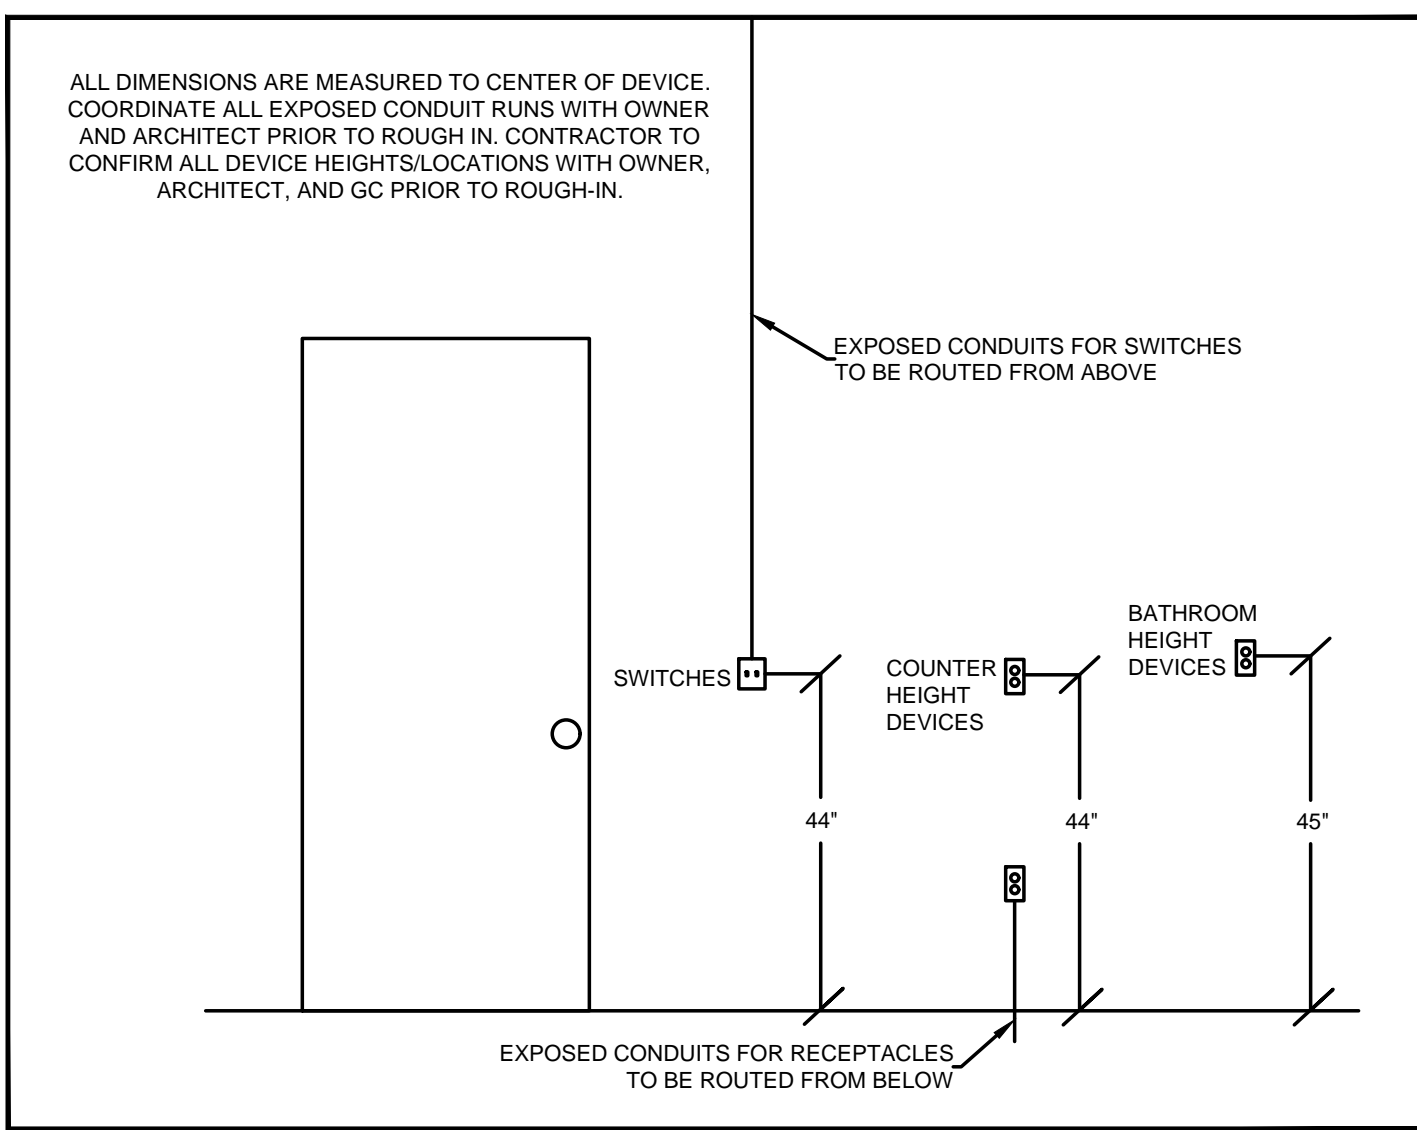 ALL DIMENSIONS ARE MEASURED TO CENTER OF DEVICE.
COORDINATE ALL EXPOSED CONDUIT RUNS WITH OWNER
AND ARCHITECT PRIOR TO ROUGH IN. CONTRACTOR TO
CONFIRM ALL DEVICE HEIGHTS/LOCATIONS WITH OWNER,
ARCHITECT, AND GC PRIOR TO ROUGH-IN.
EXPOSED CONDUITS FOR SWITCHES
TO BE ROUTED FROM ABOVE
SWITCHES
COUNTER
HEIGHT
DEVICES
BATHROOM
HEIGHT
DEVICES
44"
44"
45"
EXPOSED CONDUITS FOR RECEPTACLES
TO BE ROUTED FROM BELOW